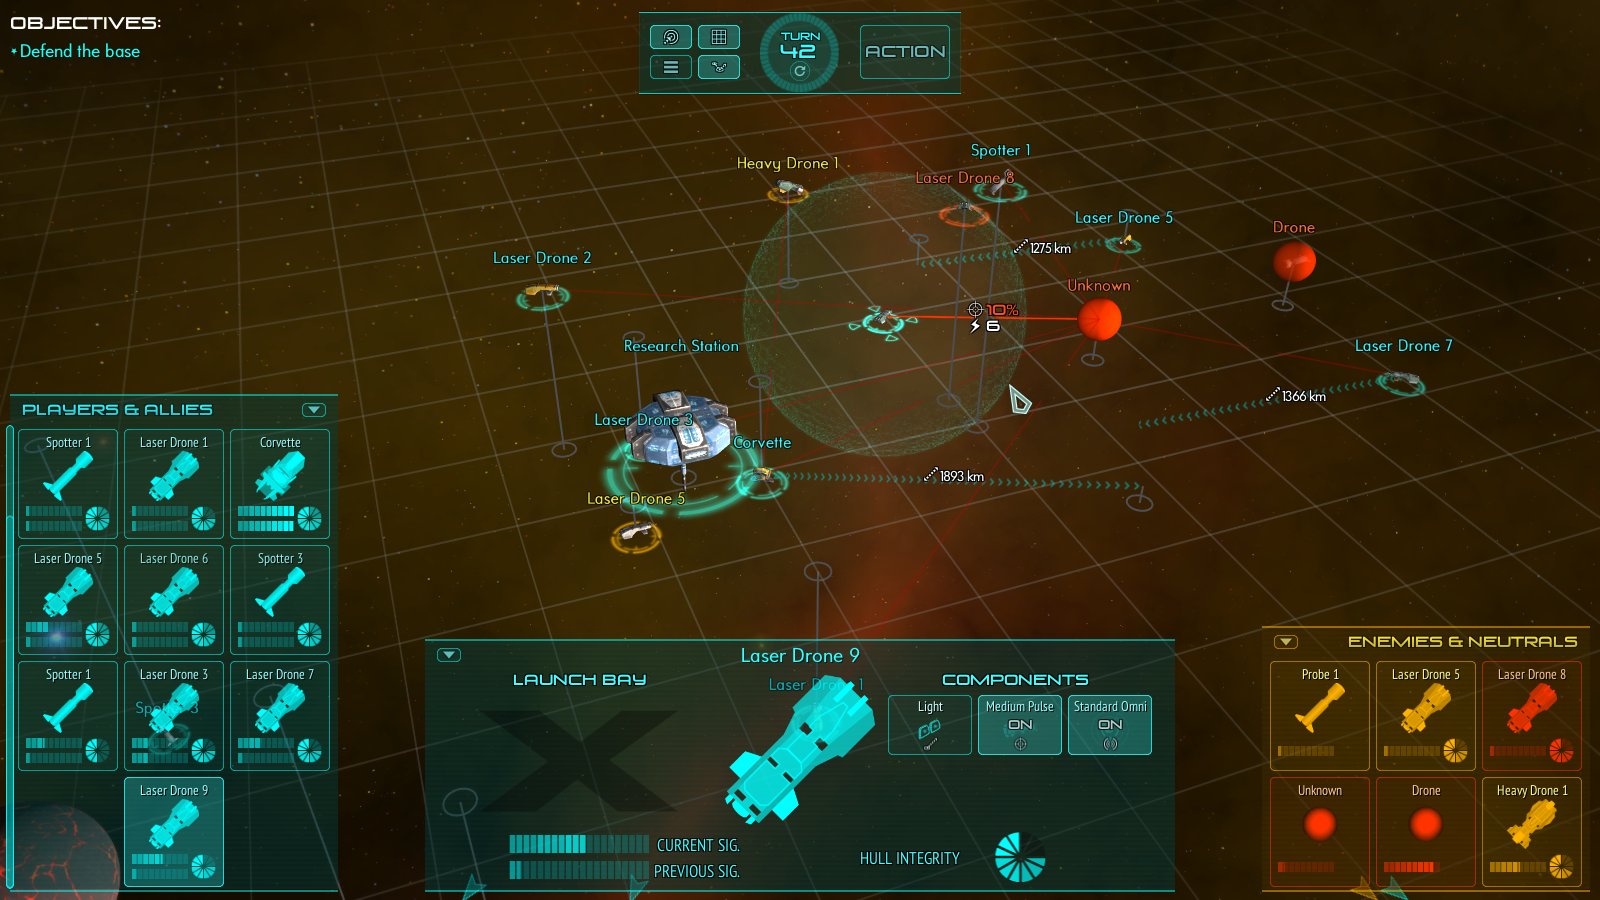 OBJECTIVES:
Defend the base
TURN
42
ACTION
Spotter 1
Heavy Drone 1
Laser Drone 8
Laser Drone 5
Drone
1275 km
Laser Drone 2
Unknown
10%
6
Research Station
Laser Drone 7
1366 km
Laser Drone 3
Corvette
1893 km
Laser Drone 5
PLAYERS & ALLIES
Spotter 1
Laser Drone 1
Corvette
Laser Drone 5
Laser Drone 6
Spotter 3
Spotter 1
Laser Drone 3
Laser Drone 7
Spotter 3
Laser Drone 9
Laser Drone 9
LAUNCH BAY
Laser Drone 1
COMPONENTS
Light
Medium Pulse
ON
Standard Omni
ON
CURRENT SIG.
PREVIOUS SIG.
HULL INTEGRITY
ENEMIES & NEUTRALS
Probe 1
Laser Drone 5
Laser Drone 8
Unknown
Drone
Heavy Drone 1